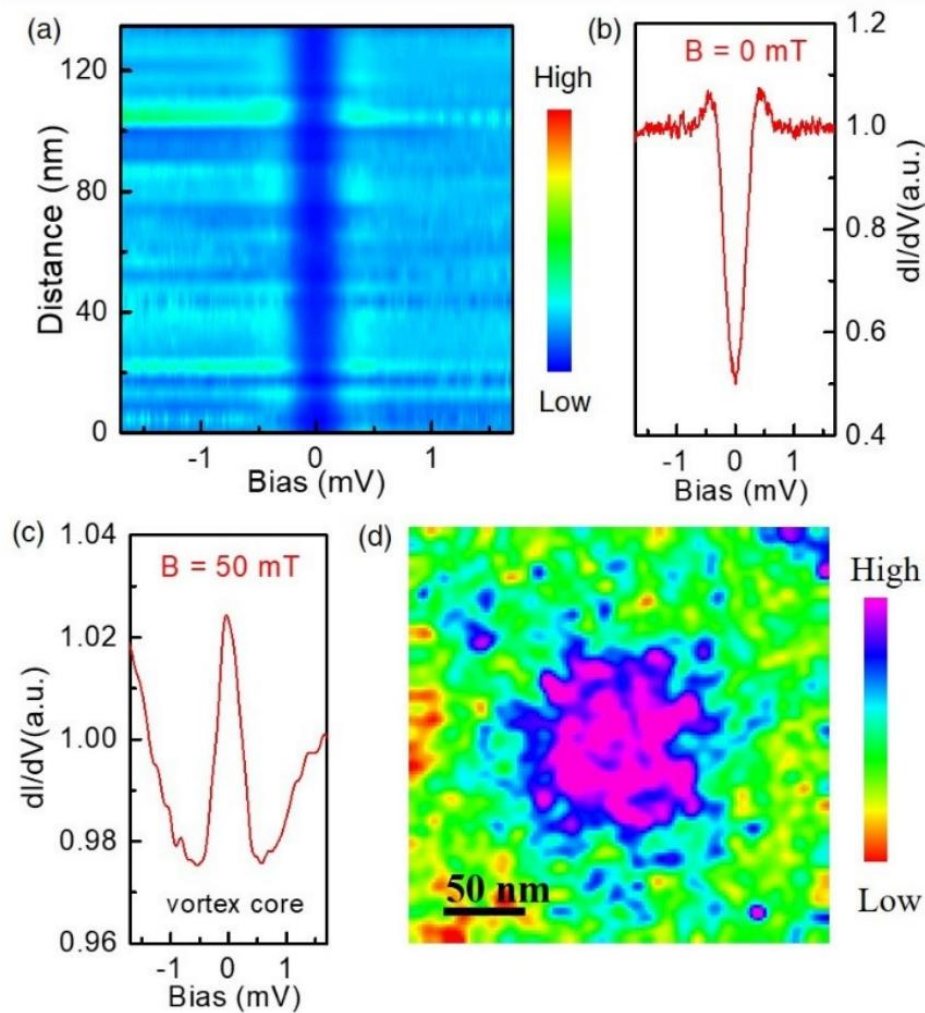 (a)
120
80
40
0
Distance (nm)
-1 0 1
Bias (mV)
High
Low
(b)
B = 0 mT
1.2
1.0
0.8
0.6
0.4
dI/dV(a.u.)
-1 0 1
Bias (mV)
(c)
1.04
1.02
1.00
0.98
0.96
dI/dV(a.u.)
B = 50 mT
vortex core
-1 0 1
Bias (mV)
(d)
50 nm
High
Low